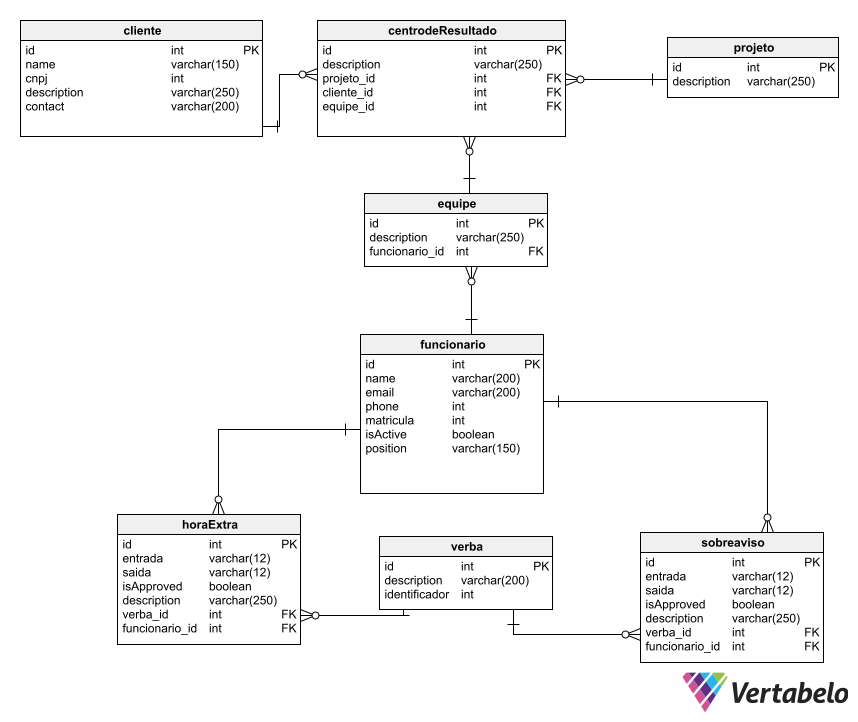 cliente
id int PK
name varchar(150)
cnpj int
description varchar(250)
contact varchar(200)
centrodeResultado
id int PK
description varchar(250)
projeto_id int FK
cliente_id int FK
equipe_id int FK
projeto
id int PK
description varchar(250)
equipe
id int PK
description varchar(250)
funcionario_id int FK
funcionario
id int PK
name varchar(200)
email varchar(200)
phone int
matricula int
isActive boolean
position varchar(150)
horaExtra
id int PK
entrada varchar(12)
saida varchar(12)
isApproved boolean
description varchar(250)
verba_id int FK
funcionario_id int FK
verba
id int PK
description varchar(200)
identificador int
sobreaviso
id int PK
entrada varchar(12)
saida varchar(12)
isApproved boolean
description varchar(250)
verba_id int FK
funcionario_id int FK
Vertabelo